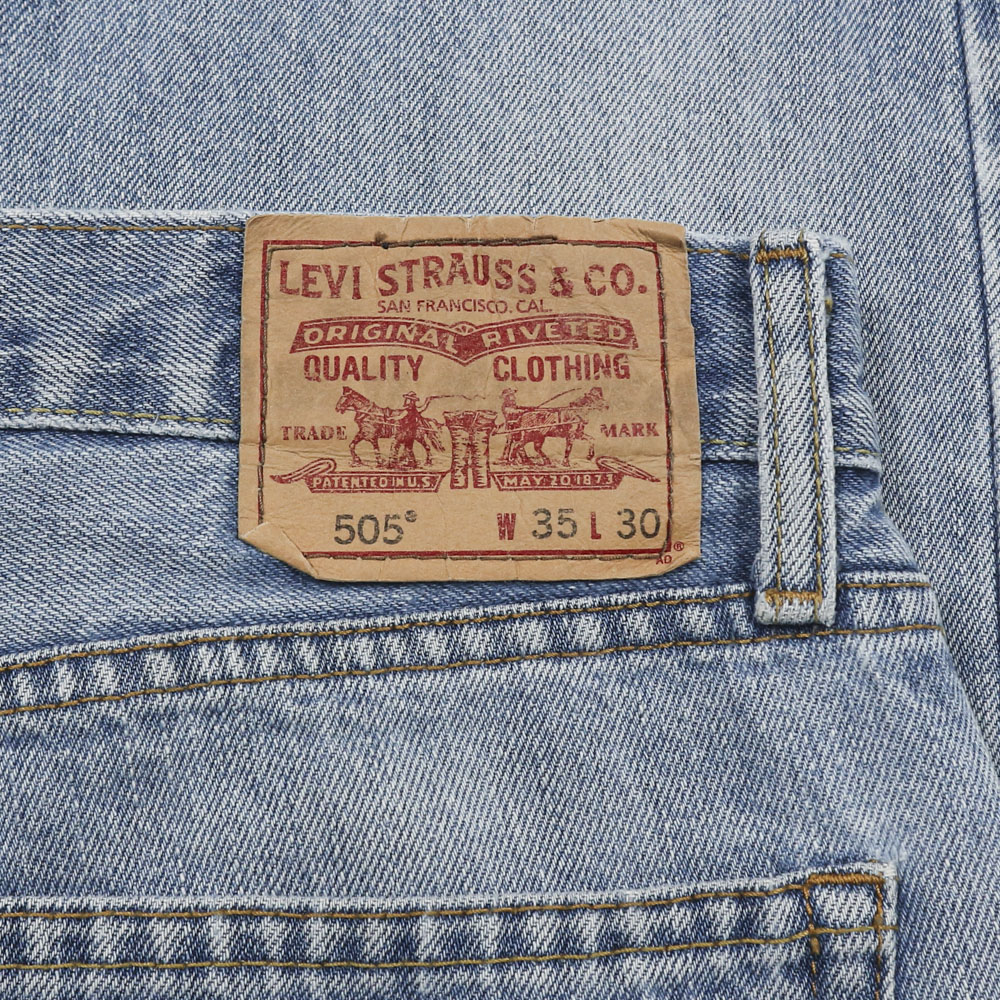 LEVI STRAUSS & CO.
SAN FRANCISCO, CAL.
ORIGINAL RIVETED
QUALITY CLOTHING
TRADE MARK
PATENTED IN U.S. MAY 20 1873
505® W 35 L 30
®
AD